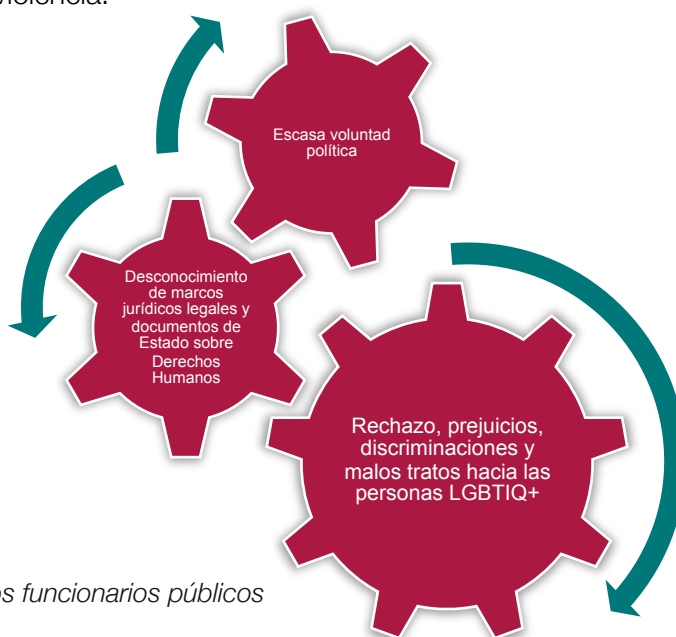 violencia.
Escasa voluntad
política
Desconocimiento
de marcos
jurídicos legales y
documentos de
Estado sobre
Derechos
Humanos
Rechazo, prejuicios,
discriminaciones y
malos tratos hacia las
personas LGBTIQ+
os funcionarios públicos